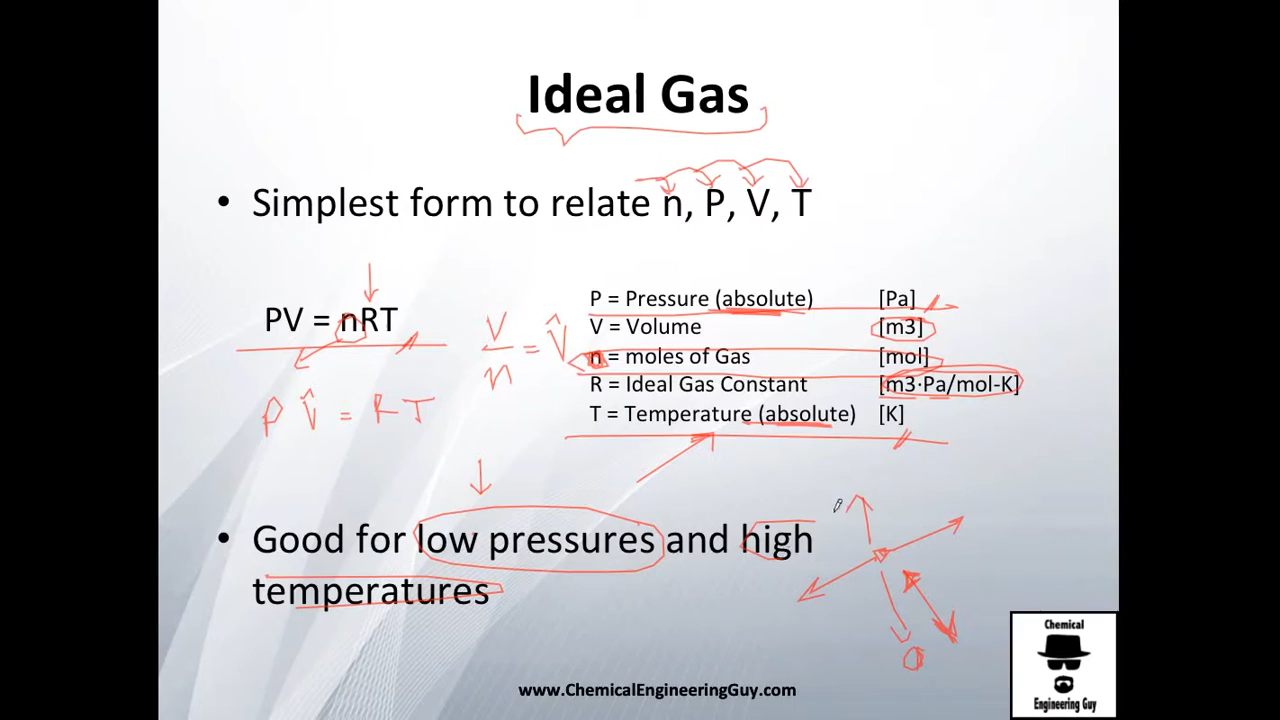 Ideal Gas
• Simplest form to relate n, P, V, T
PV = nRT
P = Pressure (absolute) [Pa]
V = Volume [m3]
n = moles of Gas [mol]
R = Ideal Gas Constant [m3·Pa/mol-K]
T = Temperature (absolute) [K]
V/n = V̂
P V̂ = RT
• Good for low pressures and high
temperatures
www.ChemicalEngineeringGuy.com
Chemical
Engineering Guy